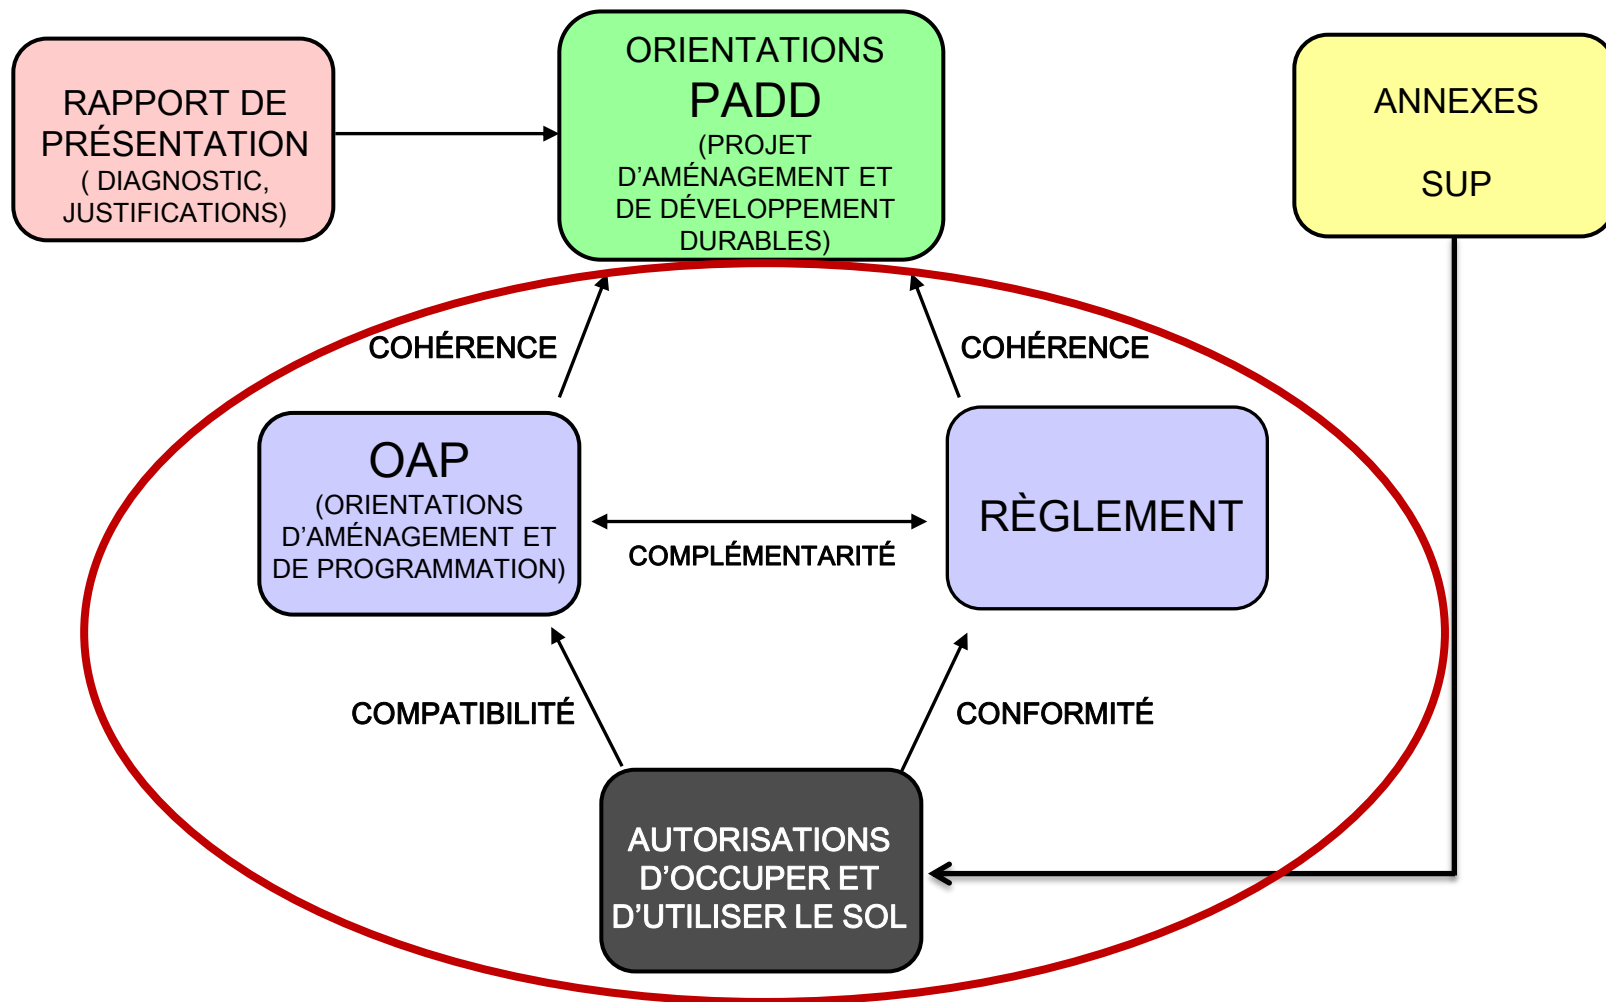 RAPPORT DE
PRÉSENTATION
( DIAGNOSTIC,
JUSTIFICATIONS)
ORIENTATIONS
PADD
(PROJET
D'AMÉNAGEMENT ET
DE DÉVELOPPEMENT
DURABLES)
ANNEXES
SUP
COHÉRENCE
COHÉRENCE
OAP
(ORIENTATIONS
D'AMÉNAGEMENT ET
DE PROGRAMMATION)
COMPLÉMENTARITÉ
RÈGLEMENT
COMPATIBILITÉ
CONFORMITÉ
AUTORISATIONS
D’OCCUPER ET
D’UTILISER LE SOL